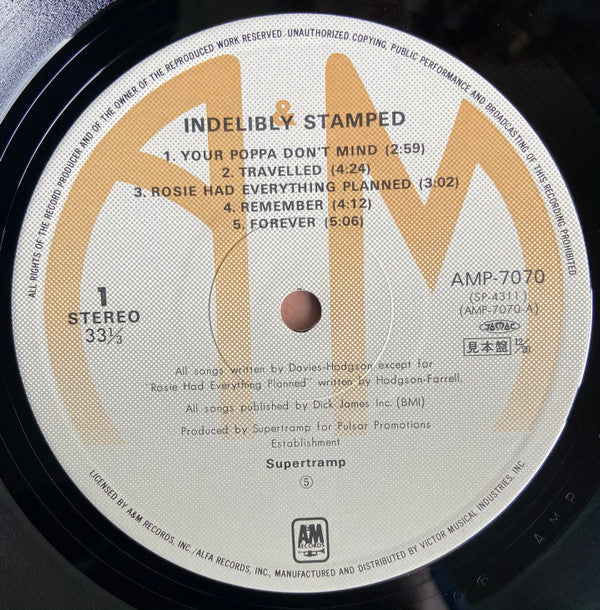 ALL RIGHTS OF THE RECORD PRODUCER AND OF THE OWNER OF THE REPRODUCED WORK RESERVED. UNAUTHORIZED COPYING, PUBLIC PERFORMANCE AND BROADCASTING OF THIS RECORDING PROHIBITED
A&M
INDELIBLY STAMPED
1. YOUR POPPA DON'T MIND (2:59)
2. TRAVELLED (4:24)
3. ROSIE HAD EVERYTHING PLANNED (3:02)
4. REMEMBER (4:12)
5. FOREVER (5:06)
1
STEREO
33⅓
AMP-7070
(SP-4311)
(AMP-7070-A)
JASRAC
見本盤 12/20
All songs written by Davies-Hodgson except for
"Rosie Had Everything Planned" written by Hodgson-Farrell.
All songs published by Dick James Inc. (BMI)
Produced by Supertramp for Pulsar Promotions
Establishment
Supertramp
⑤
A&M
RECORDS
LICENSED BY A&M RECORDS, INC. ALFA RECORDS, INC., MANUFACTURED AND DISTRIBUTED BY VICTOR MUSICAL INDUSTRIES, INC.